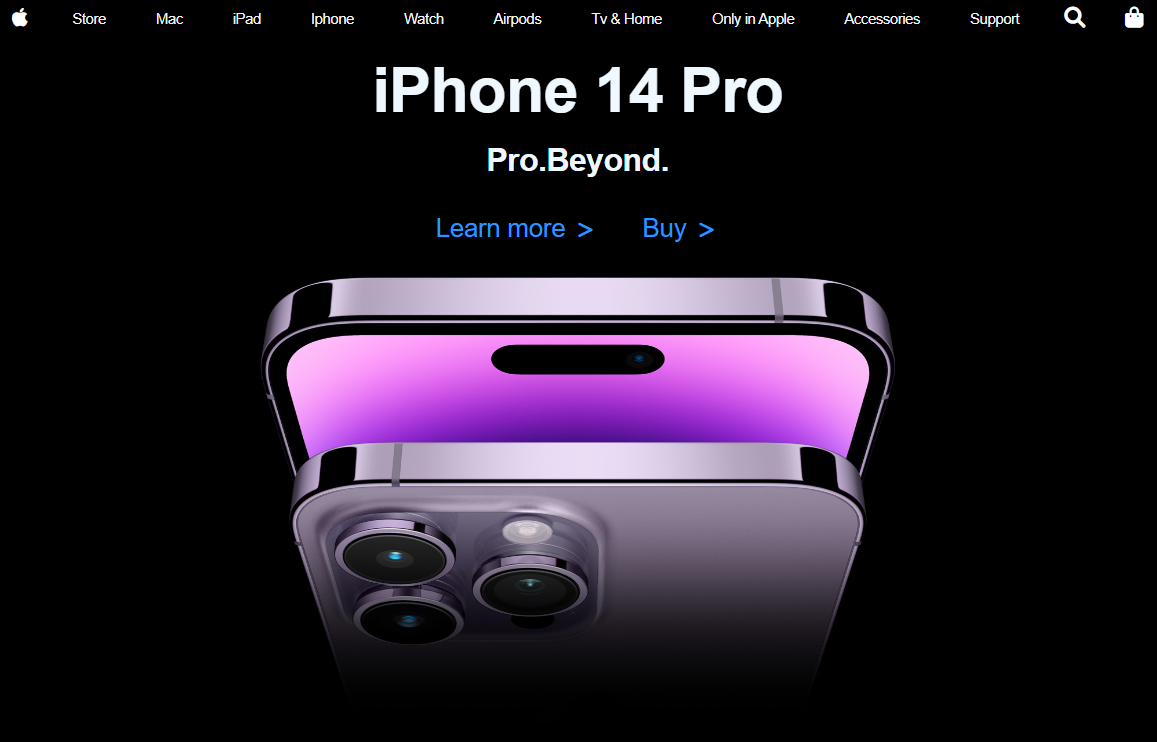 Store Mac iPad Iphone Watch Airpods Tv & Home Only in Apple Accessories Support
iPhone 14 Pro
Pro.Beyond.
Learn more > Buy >